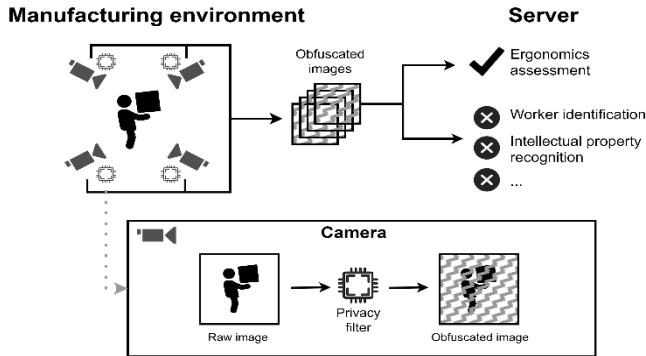 Manufacturing environment
Server
Obfuscated
images
Ergonomics
assessment
Worker identification
Intellectual property
recognition
...
Camera
Raw image
Privacy
filter
Obfuscated image